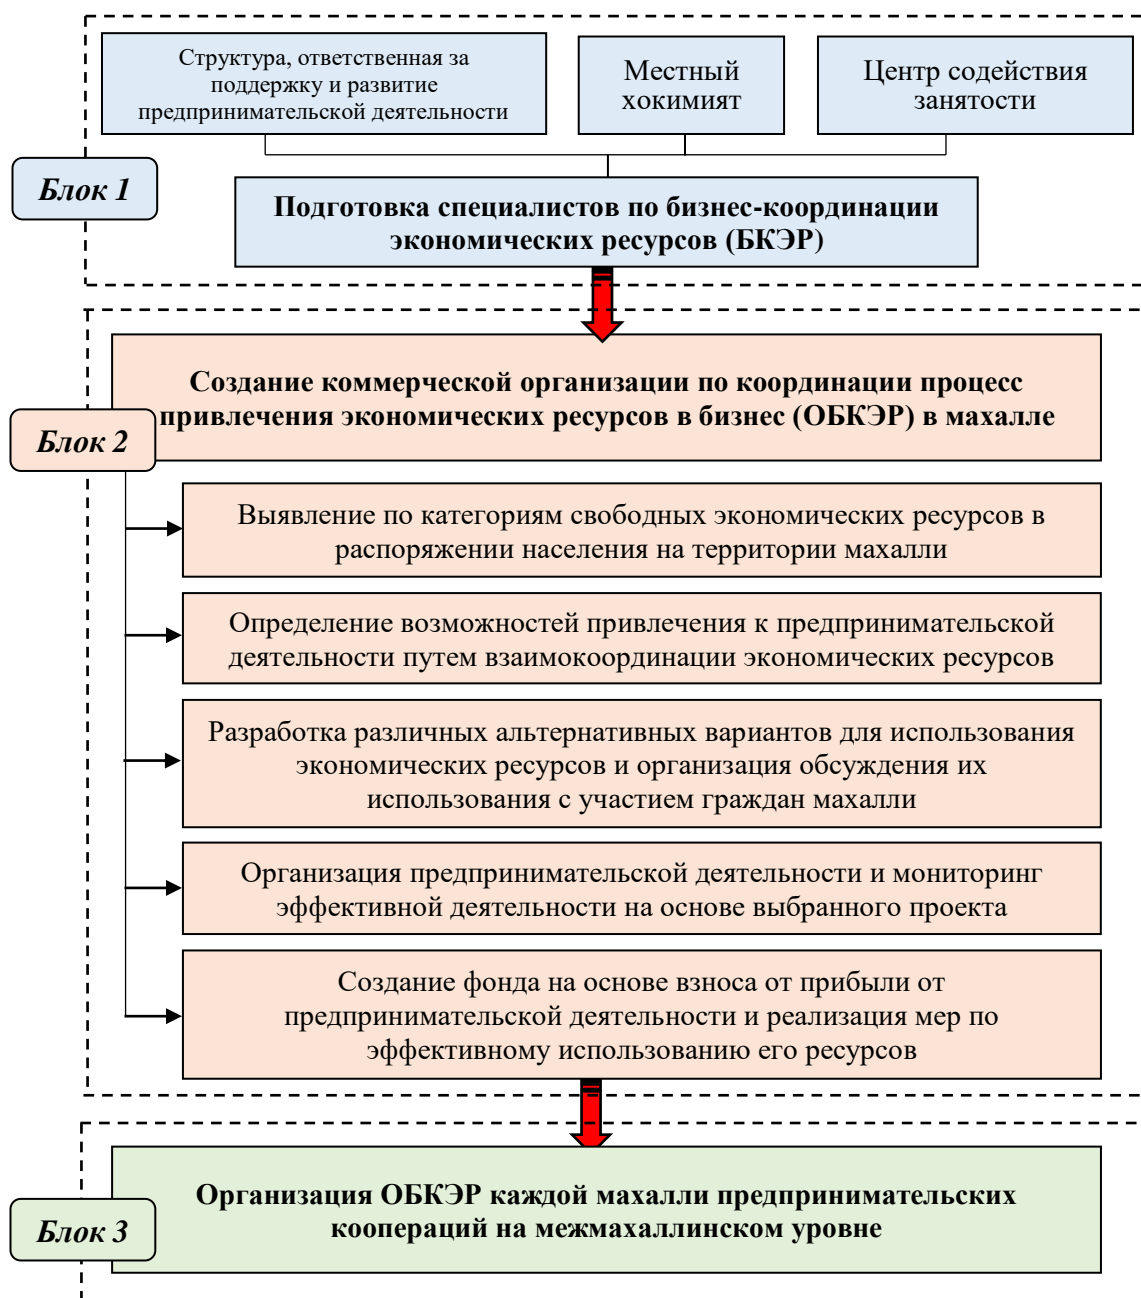 Структура, ответственная за
поддержку и развитие
предпринимательской деятельности
Местный
хокимият
Центр содействия
занятости
Блок 1
Подготовка специалистов по бизнес-координации
экономических ресурсов (БКЭР)
Создание коммерческой организации по координации процесс
привлечения экономических ресурсов в бизнес (ОБКЭР) в махалле
Блок 2
Выявление по категориям свободных экономических ресурсов в
распоряжении населения на территории махалли
Определение возможностей привлечения к предпринимательской
деятельности путем взаимокоординации экономических ресурсов
Разработка различных альтернативных вариантов для использования
экономических ресурсов и организация обсуждения их
использования с участием граждан махалли
Организация предпринимательской деятельности и мониторинг
эффективной деятельности на основе выбранного проекта
Создание фонда на основе взноса от прибыли от
предпринимательской деятельности и реализация мер по
эффективному использованию его ресурсов
Организация ОБКЭР каждой махалли предпринимательских
коопераций на межмахаллинском уровне
Блок 3